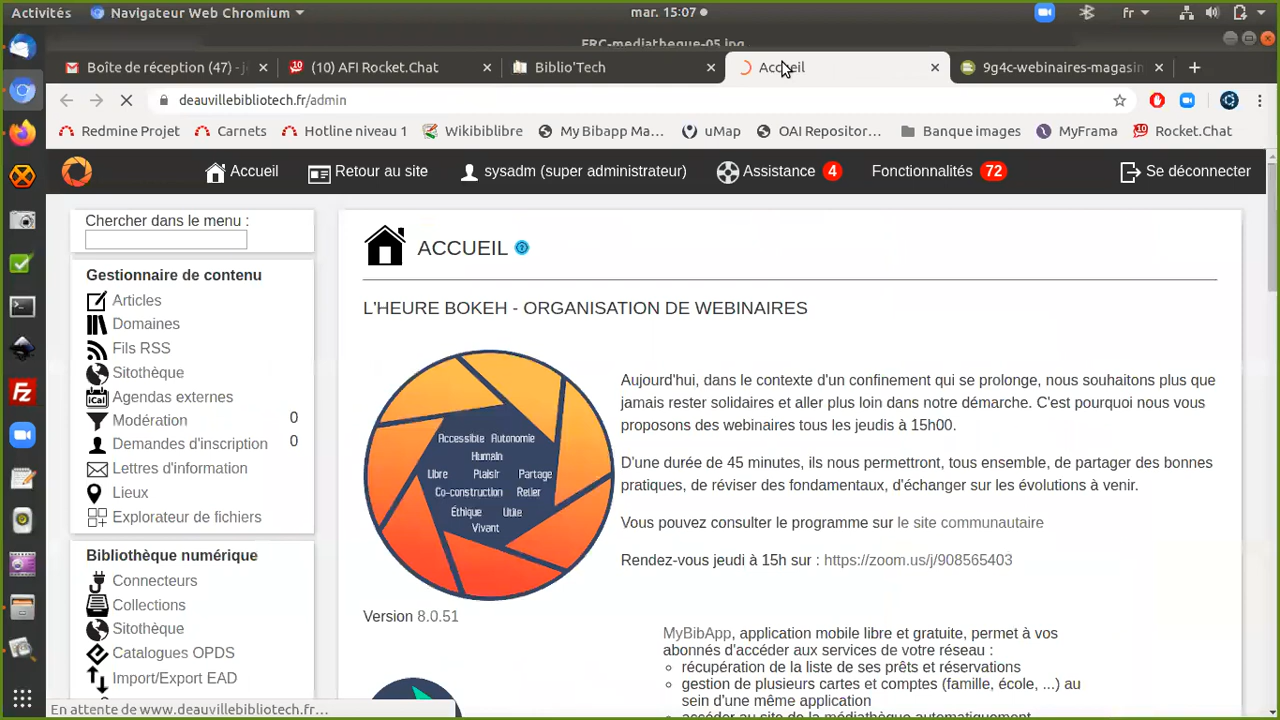 Activités
Navigateur Web Chromium
mar. 15:07
fr
FRC-mediatheque-05.jpg
Boîte de réception (47) - j
(10) AFI Rocket.Chat
Biblio'Tech
Accueil
9g4c-webinaires-magasin
deauvillebibliotech.fr/admin
Redmine Projet
Carnets
Hotline niveau 1
Wikibiblibre
My Bibapp Ma…
uMap
OAI Repositor…
Banque images
MyFrama
Rocket.Chat
Accueil
Retour au site
sysadm (super administrateur)
Assistance 4
Fonctionnalités 72
Se déconnecter
Chercher dans le menu :
Gestionnaire de contenu
Articles
Domaines
Fils RSS
Sitothèque
Agendas externes
Modération 0
Demandes d'inscription 0
Lettres d'information
Lieux
Explorateur de fichiers
Bibliothèque numérique
Connecteurs
Collections
Sitothèque
Catalogues OPDS
Import/Export EAD
En attente de www.deauvillebibliotech.fr…
ACCUEIL
L'HEURE BOKEH - ORGANISATION DE WEBINAIRES
Accessible Autonomie
Humain
Libre Plaisir Partage
Co-construction Relier
Éthique Utile
Vivant
Aujourd'hui, dans le contexte d'un confinement qui se prolonge, nous souhaitons plus que
jamais rester solidaires et aller plus loin dans notre démarche. C'est pourquoi nous vous
proposons des webinaires tous les jeudis à 15h00.
D'une durée de 45 minutes, ils nous permettront, tous ensemble, de partager des bonnes
pratiques, de réviser des fondamentaux, d'échanger sur les évolutions à venir.
Vous pouvez consulter le programme sur le site communautaire
Rendez-vous jeudi à 15h sur : https://zoom.us/j/908565403
Version 8.0.51
MyBibApp, application mobile libre et gratuite, permet à vos
abonnés d'accéder aux services de votre réseau :
récupération de la liste de ses prêts et réservations
gestion de plusieurs cartes et comptes (famille, école, ...) au
sein d'une même application
accéder au site de la médiathèque automatiquement